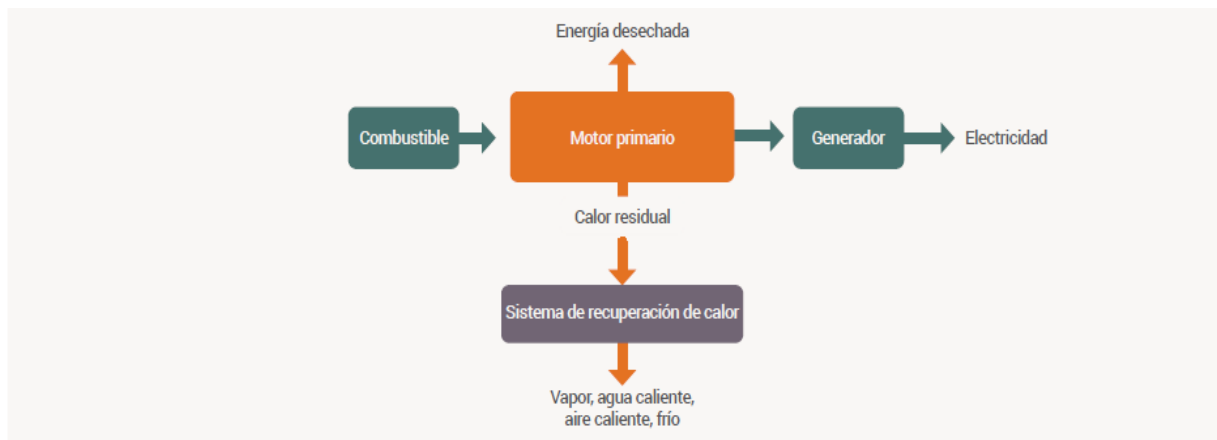 Energía desechada
Combustible
Motor primario
Generador
Electricidad
Calor residual
Sistema de recuperación de calor
Vapor, agua caliente,
aire caliente, frío